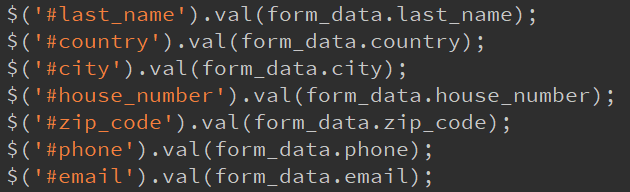 $('#last_name').val(form_data.last_name);
$('#country').val(form_data.country);
$('#city').val(form_data.city);
$('#house_number').val(form_data.house_number);
$('#zip_code').val(form_data.zip_code);
$('#phone').val(form_data.phone);
$('#email').val(form_data.email);